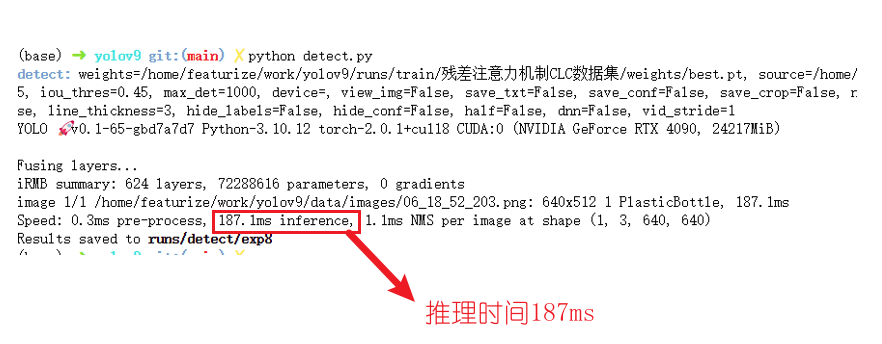 (base) ➜ yolov9 git:(main) ✗ python detect.py
detect: weights=/home/featurize/work/yolov9/runs/train/残差注意力机制CLC数据集/weights/best.pt, source=/home/
5, iou_thres=0.45, max_det=1000, device=, view_img=False, save_txt=False, save_conf=False, save_crop=False, n
se, line_thickness=3, hide_labels=False, hide_conf=False, half=False, dnn=False, vid_stride=1
YOLO 🚀 v0.1-65-gbd7a7d7 Python-3.10.12 torch-2.0.1+cu118 CUDA:0 (NVIDIA GeForce RTX 4090, 24217MiB)
Fusing layers...
iRMB summary: 624 layers, 72288616 parameters, 0 gradients
image 1/1 /home/featurize/work/yolov9/data/images/06_18_52_203.png: 640x512 1 PlasticBottle, 187.1ms
Speed: 0.3ms pre-process, 187.1ms inference, 1.1ms NMS per image at shape (1, 3, 640, 640)
Results saved to runs/detect/exp8
推理时间187ms